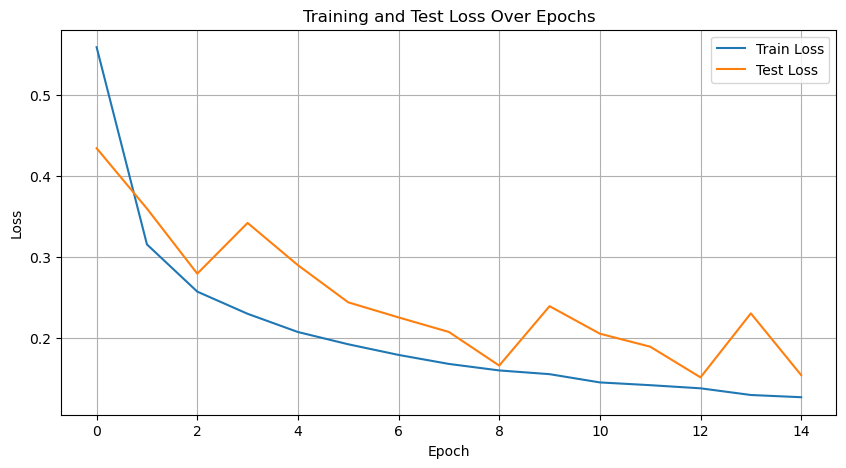 Training and Test Loss Over Epochs
Train Loss
Test Loss
0.5
0.4
0.3
0.2
Loss
0 2 4 6 8 10 12 14
Epoch